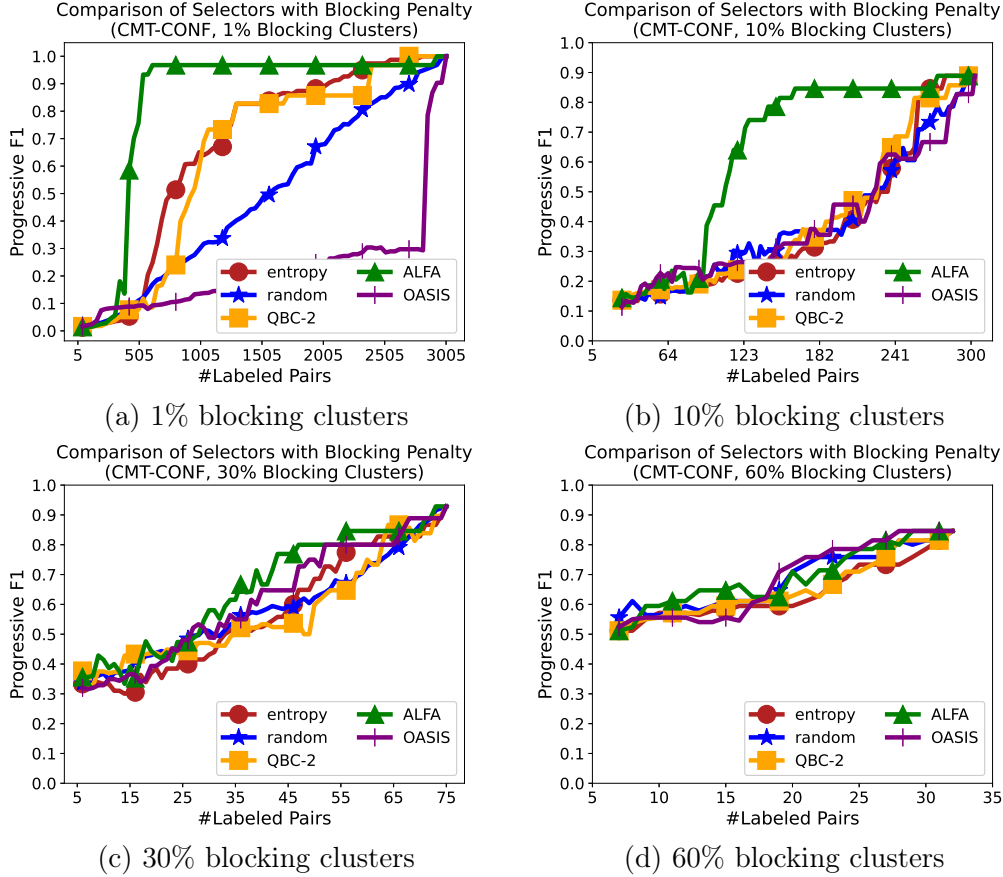 Comparison of Selectors with Blocking Penalty
(CMT-CONF, 1% Blocking Clusters)
Progressive F1
1.0
0.9
0.8
0.7
0.6
0.5
0.4
0.3
0.2
0.1
0.0
5 505 1005 1505 2005 2505 3005
#Labeled Pairs
entropy
random
QBC-2
ALFA
OASIS
(a) 1% blocking clusters
Comparison of Selectors with Blocking Penalty
(CMT-CONF, 10% Blocking Clusters)
Progressive F1
1.0
0.9
0.8
0.7
0.6
0.5
0.4
0.3
0.2
0.1
0.0
5 64 123 182 241 300
#Labeled Pairs
entropy
random
QBC-2
ALFA
OASIS
(b) 10% blocking clusters
Comparison of Selectors with Blocking Penalty
(CMT-CONF, 30% Blocking Clusters)
Progressive F1
1.0
0.9
0.8
0.7
0.6
0.5
0.4
0.3
0.2
0.1
0.0
5 15 25 35 45 55 65 75
#Labeled Pairs
entropy
random
QBC-2
ALFA
OASIS
(c) 30% blocking clusters
Comparison of Selectors with Blocking Penalty
(CMT-CONF, 60% Blocking Clusters)
Progressive F1
1.0
0.9
0.8
0.7
0.6
0.5
0.4
0.3
0.2
0.1
0.0
5 10 15 20 25 30 35
#Labeled Pairs
entropy
random
QBC-2
ALFA
OASIS
(d) 60% blocking clusters